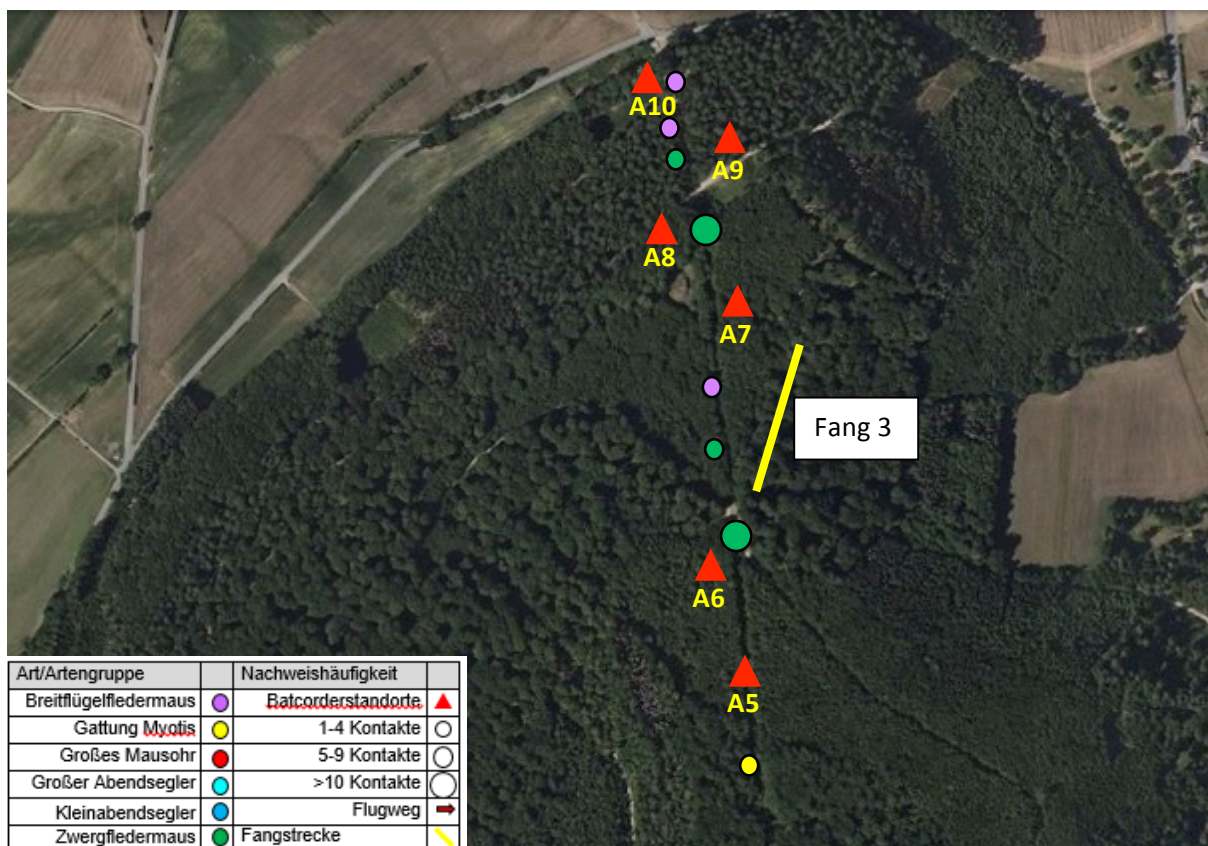 A10
A9
A8
A7
Fang 3
A6
A5
Art/Artengruppe Nachweishäufigkeit
Breitflügelfledermaus Batcorderstandorte
Gattung Myotis 1-4 Kontakte
Großes Mausohr 5-9 Kontakte
Großer Abendsegler >10 Kontakte
Kleinabendsegler Flugweg
Zwergfledermaus Fangstrecke